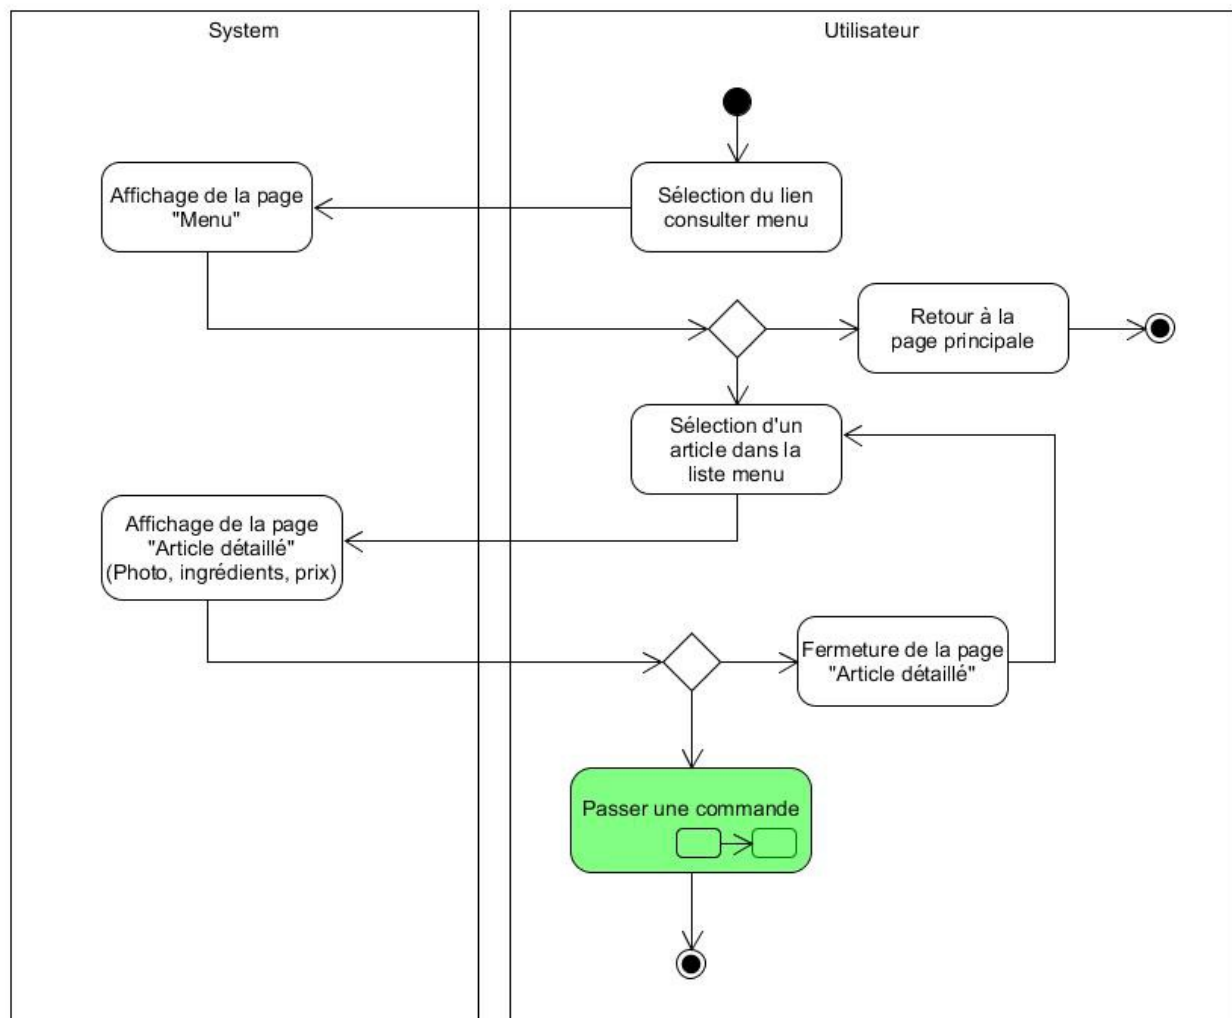 System
Utilisateur
Affichage de la page
"Menu"
Sélection du lien
consulter menu
Retour à la
page principale
Sélection d'un
article dans la
liste menu
Affichage de la page
"Article détaillé"
(Photo, ingrédients, prix)
Fermeture de la page
"Article détaillé"
Passer une commande